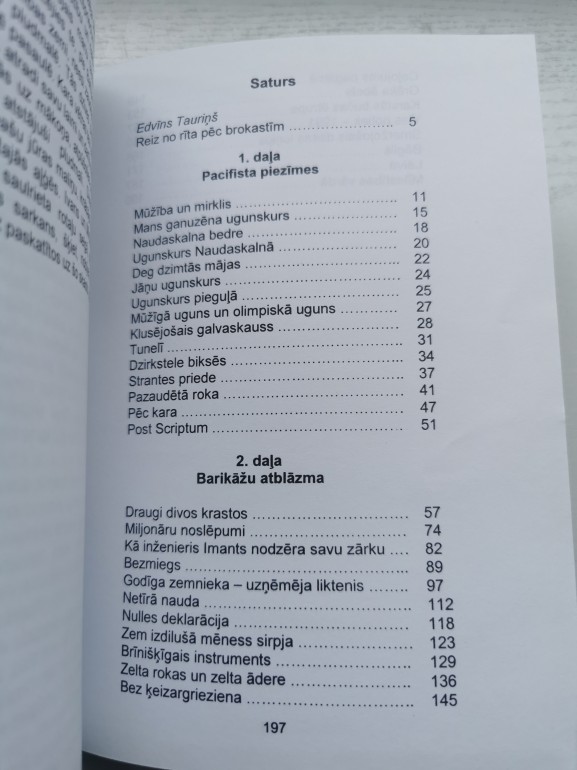 Saturs
Edvīns Tauriņš
Reiz no rīta pēc brokastīm ........................ 5
1. daļa
Pacifista piezīmes
Mūžība un mirklis ........................ 11
Mans ganuzēna ugunskurs ........................ 15
Naudaskalna bedre ........................ 18
Ugunskurs Naudaskalnā ........................ 20
Deg dzimtās mājas ........................ 22
Jāņu ugunskurs ........................ 24
Ugunskurs pieguļā ........................ 25
Mūžīgā uguns un olimpiskā uguns ............ 27
Klusējošais galvaskauss ........................ 28
Tunelī ........................ 31
Dzirkstele biksēs ........................ 34
Strantes priede ........................ 37
Pazaudētā roka ........................ 41
Pēc kara ........................ 47
Post Scriptum ........................ 51
2. daļa
Barikāžu atblāzma
Draugi divos krastos ........................ 57
Miljonāru noslēpumi ........................ 74
Kā inženieris Imants nodzēra savu zārku .... 82
Bezmiegs ........................ 89
Godīga zemnieka – uzņēmēja liktenis ........ 97
Netīrā nauda ........................ 112
Nulles deklarācija ........................ 118
Zem izdilušā mēness sirpja ........................ 123
Brīnišķīgais instruments ........................ 129
Zelta rokas un zelta ādere ........................ 136
Bez ķeizargrieziena ........................ 145
197